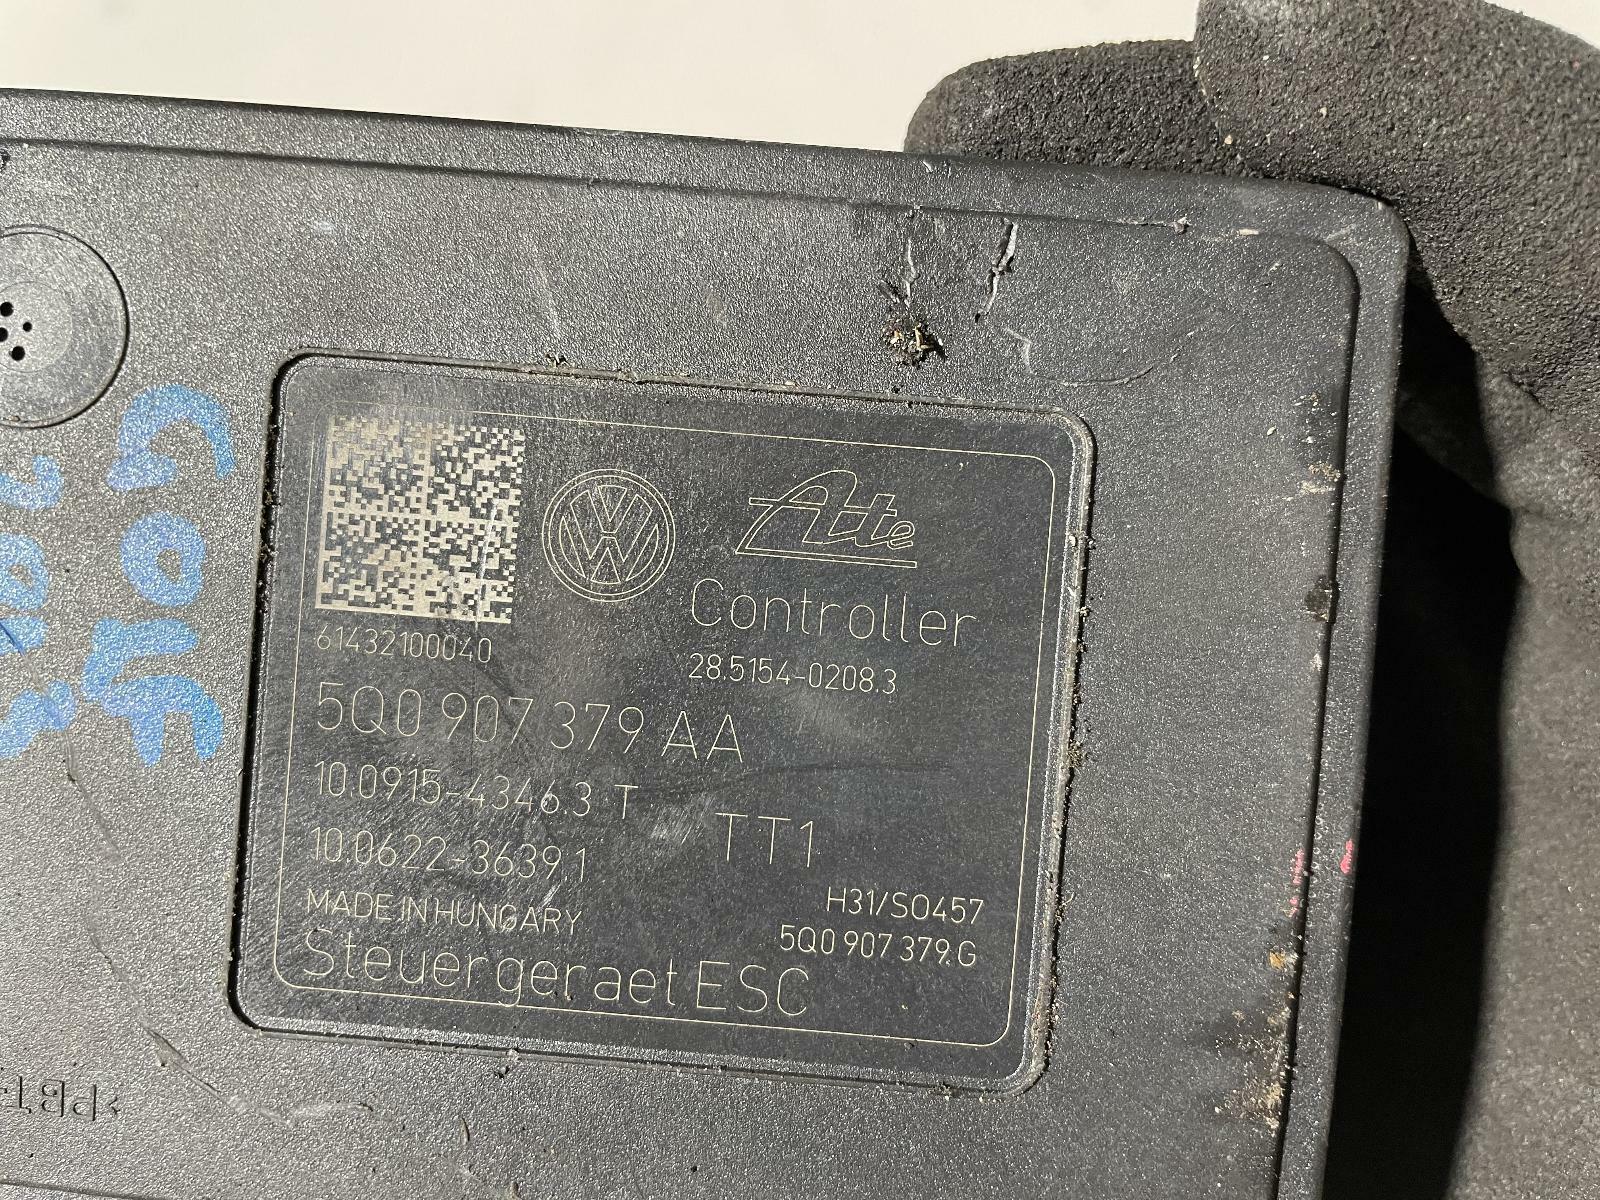 GOLF
Ate
Controller
61432100040
28.5154-0208.3
5Q0 907 379 AA
10.0915-4346.3 T
TT1
10.0622-3639.1
MADE IN HUNGARY
H31/S0457
5Q0 907 379.G
Steuergeraet ESC